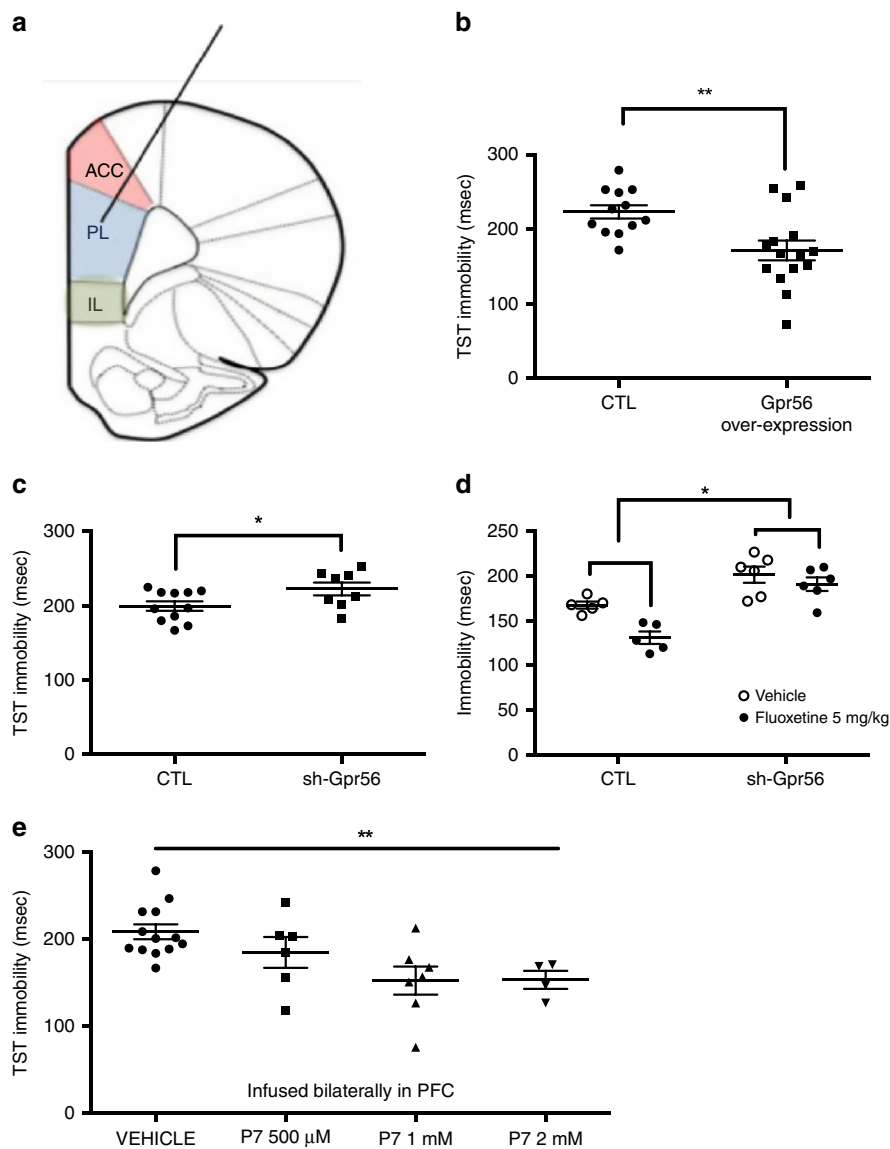 a
ACC
PL
IL
b
**
TST immobility (msec)
300
200
100
0
CTL
Gpr56
over-expression
c
*
TST immobility (msec)
300
200
100
0
CTL
sh-Gpr56
d
*
Immobility (msec)
250
200
150
100
50
0
Vehicle
Fluoxetine 5 mg/kg
CTL
sh-Gpr56
e
**
TST immobility (msec)
300
200
100
0
Infused bilaterally in PFC
VEHICLE
P7 500 μM
P7 1 mM
P7 2 mM